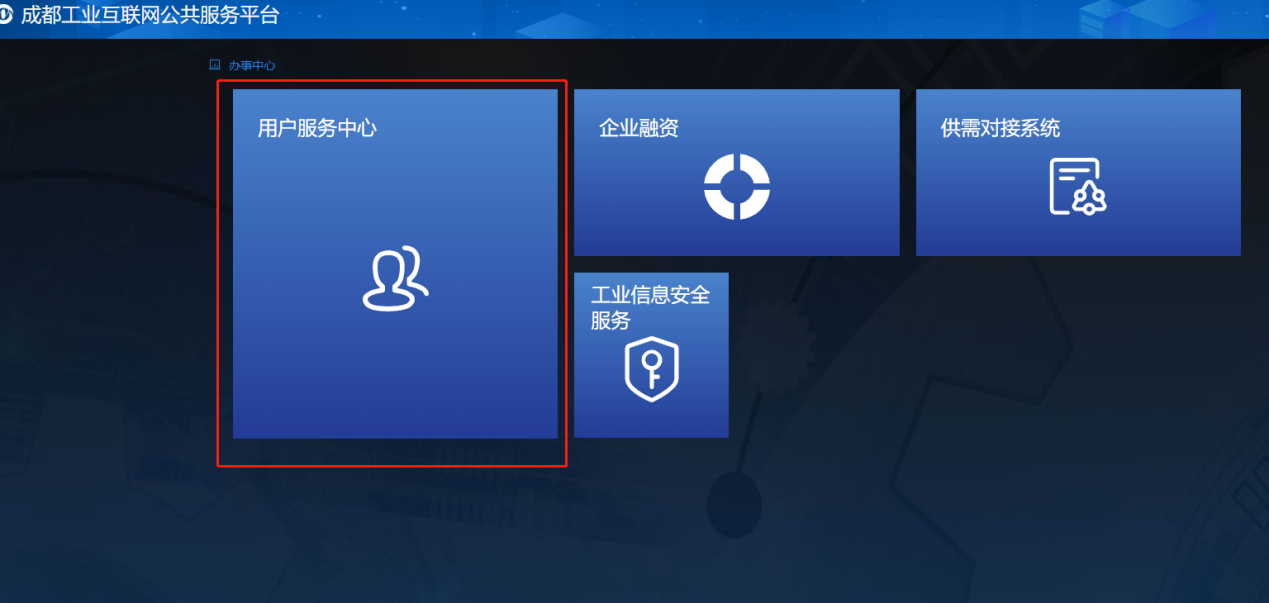 成都工业互联网公共服务平台
办事中心
用户服务中心
企业融资
供需对接系统
工业信息安全
服务